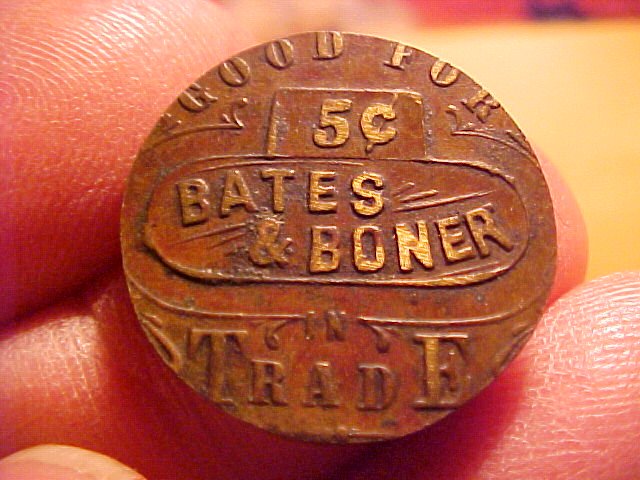 GOOD FOR
5¢
BATES
& BONER
IN
TRADE